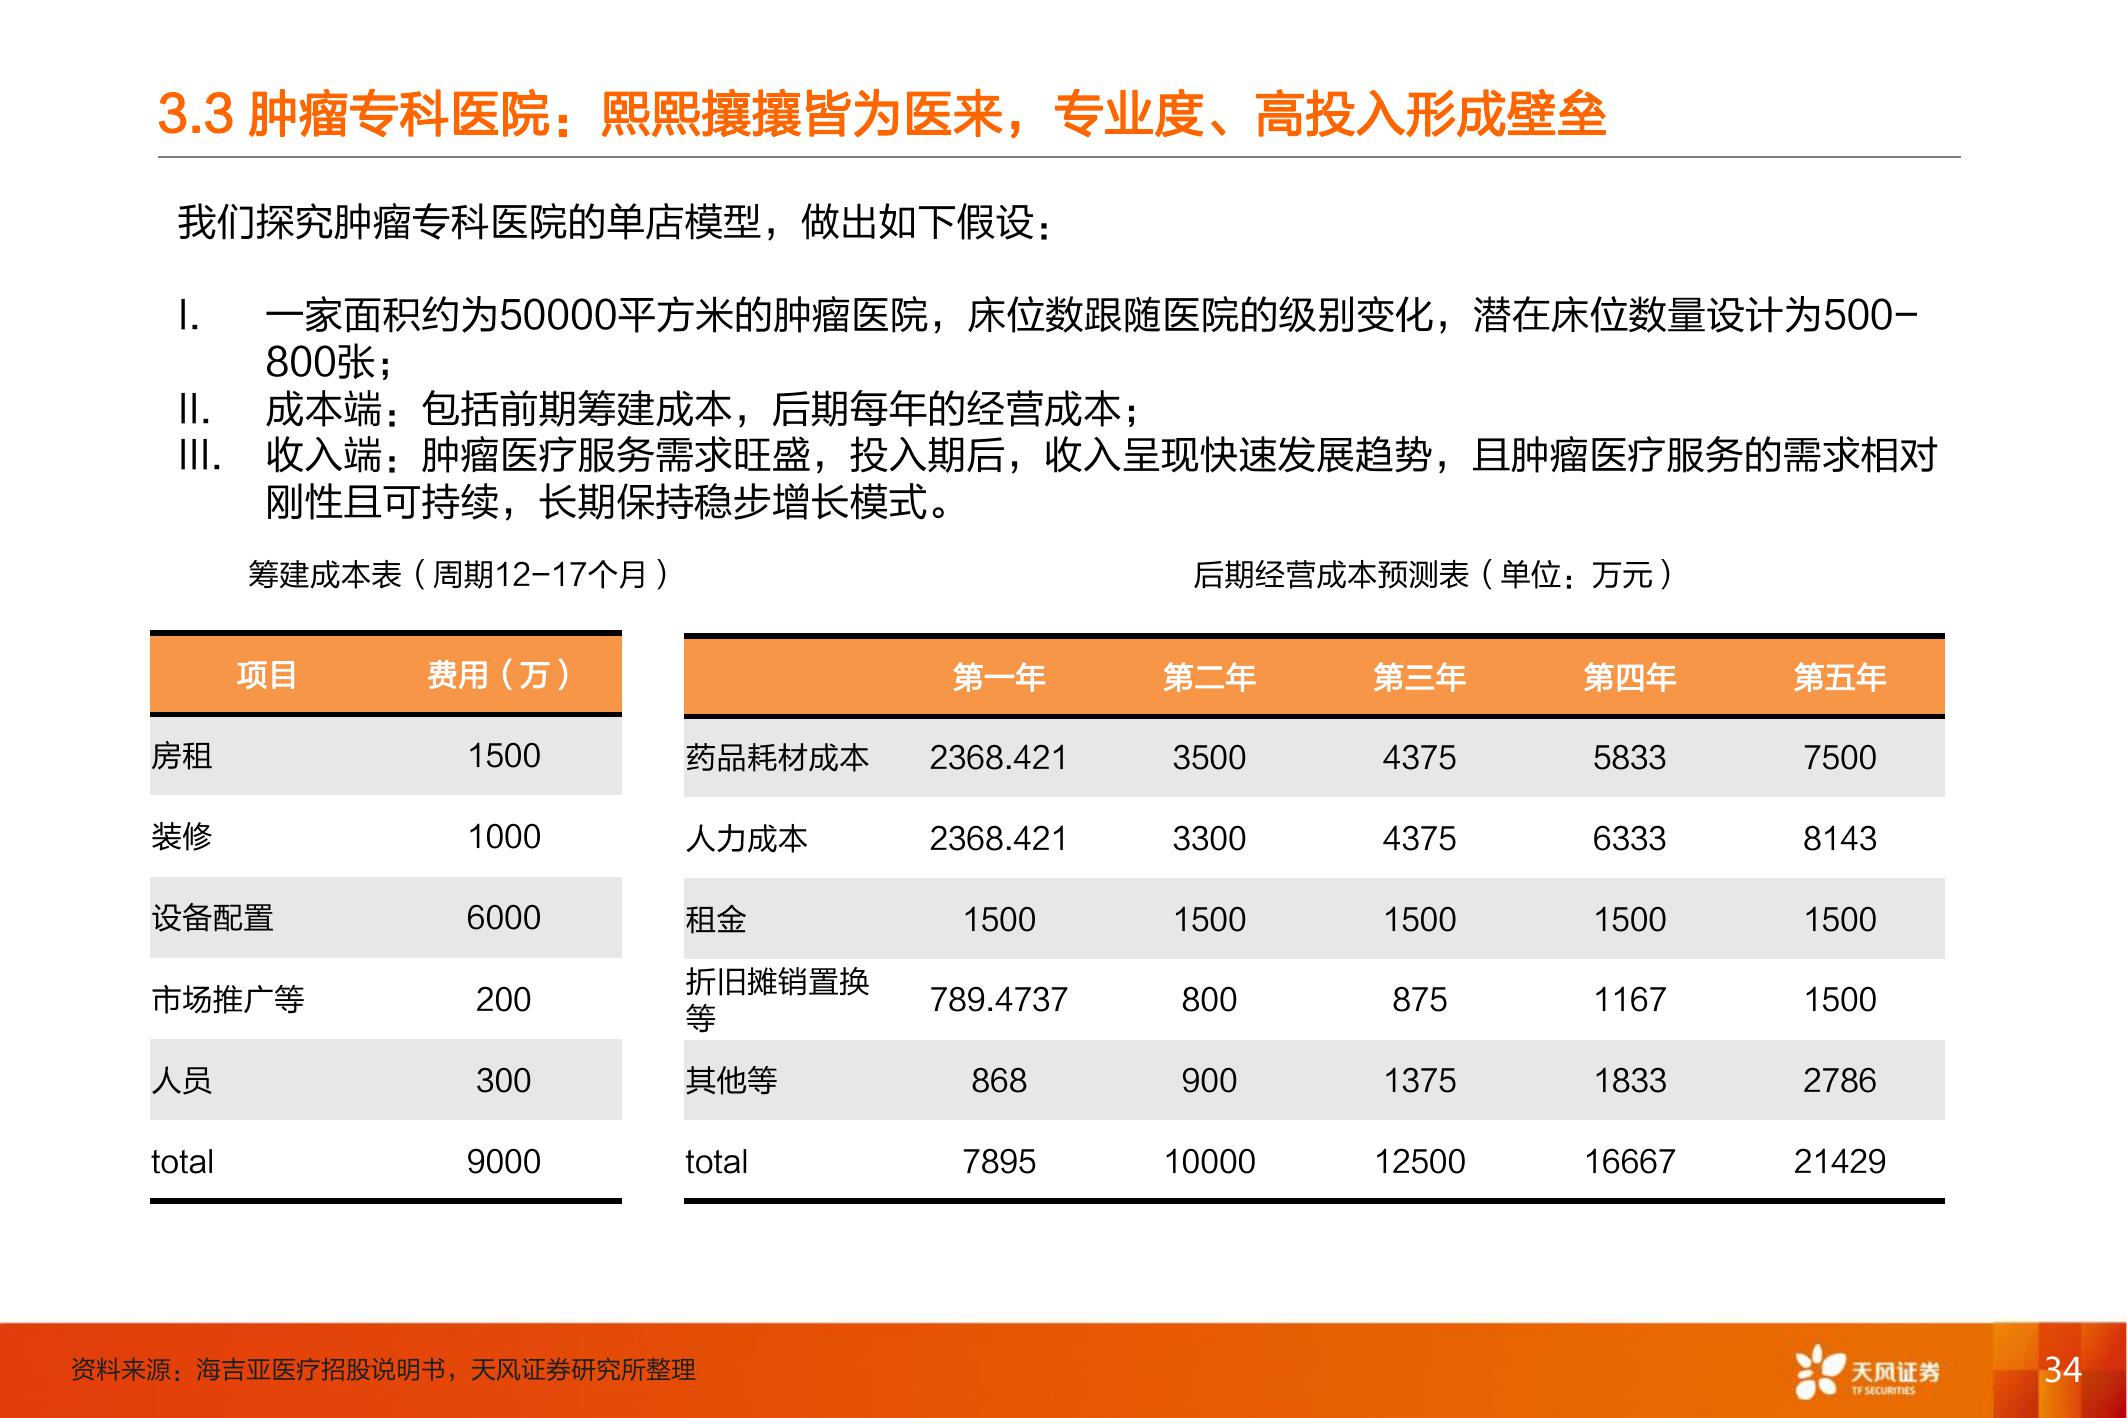 3.3 肿瘤专科医院：熙熙攘攘皆为医来，专业度、高投入形成壁垒
我们探究肿瘤专科医院的单店模型，做出如下假设：
I. 一家面积约为50000平方米的肿瘤医院，床位数跟随医院的级别变化，潜在床位数量设计为500-
800张；
II. 成本端：包括前期筹建成本，后期每年的经营成本；
III. 收入端：肿瘤医疗服务需求旺盛，投入期后，收入呈现快速发展趋势，且肿瘤医疗服务的需求相对
刚性且可持续，长期保持稳步增长模式。
筹建成本表（周期12-17个月）
项目 费用（万）
房租 1500
装修 1000
设备配置 6000
市场推广等 200
人员 300
total 9000
后期经营成本预测表（单位：万元）
第一年 第二年 第三年 第四年 第五年
药品耗材成本 2368.421 3500 4375 5833 7500
人力成本 2368.421 3300 4375 6333 8143
租金 1500 1500 1500 1500 1500
折旧摊销置换
等 789.4737 800 875 1167 1500
其他等 868 900 1375 1833 2786
total 7895 10000 12500 16667 21429
资料来源：海吉亚医疗招股说明书，天风证券研究所整理
天风证券
TF SECURITIES
34